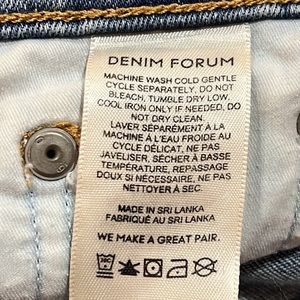 DENIM FORUM
MACHINE WASH COLD GENTLE
CYCLE SEPARATELY, DO NOT
BLEACH, TUMBLE DRY LOW,
COOL IRON ONLY IF NEEDED, DO
NOT DRY CLEAN.
LAVER SÉPARÉMENT À LA
MACHINE À L'EAU FROIDE AU
CYCLE DÉLICAT, NE PAS
JAVELISER, SÉCHER À BASSE
TEMPÉRATURE, REPASSAGE
DOUX SI NÉCESSAIRE, NE PAS
NETTOYER À SEC.
MADE IN SRI LANKA
FABRIQUÉ AU SRI LANKA
WE MAKE A GREAT PAIR.